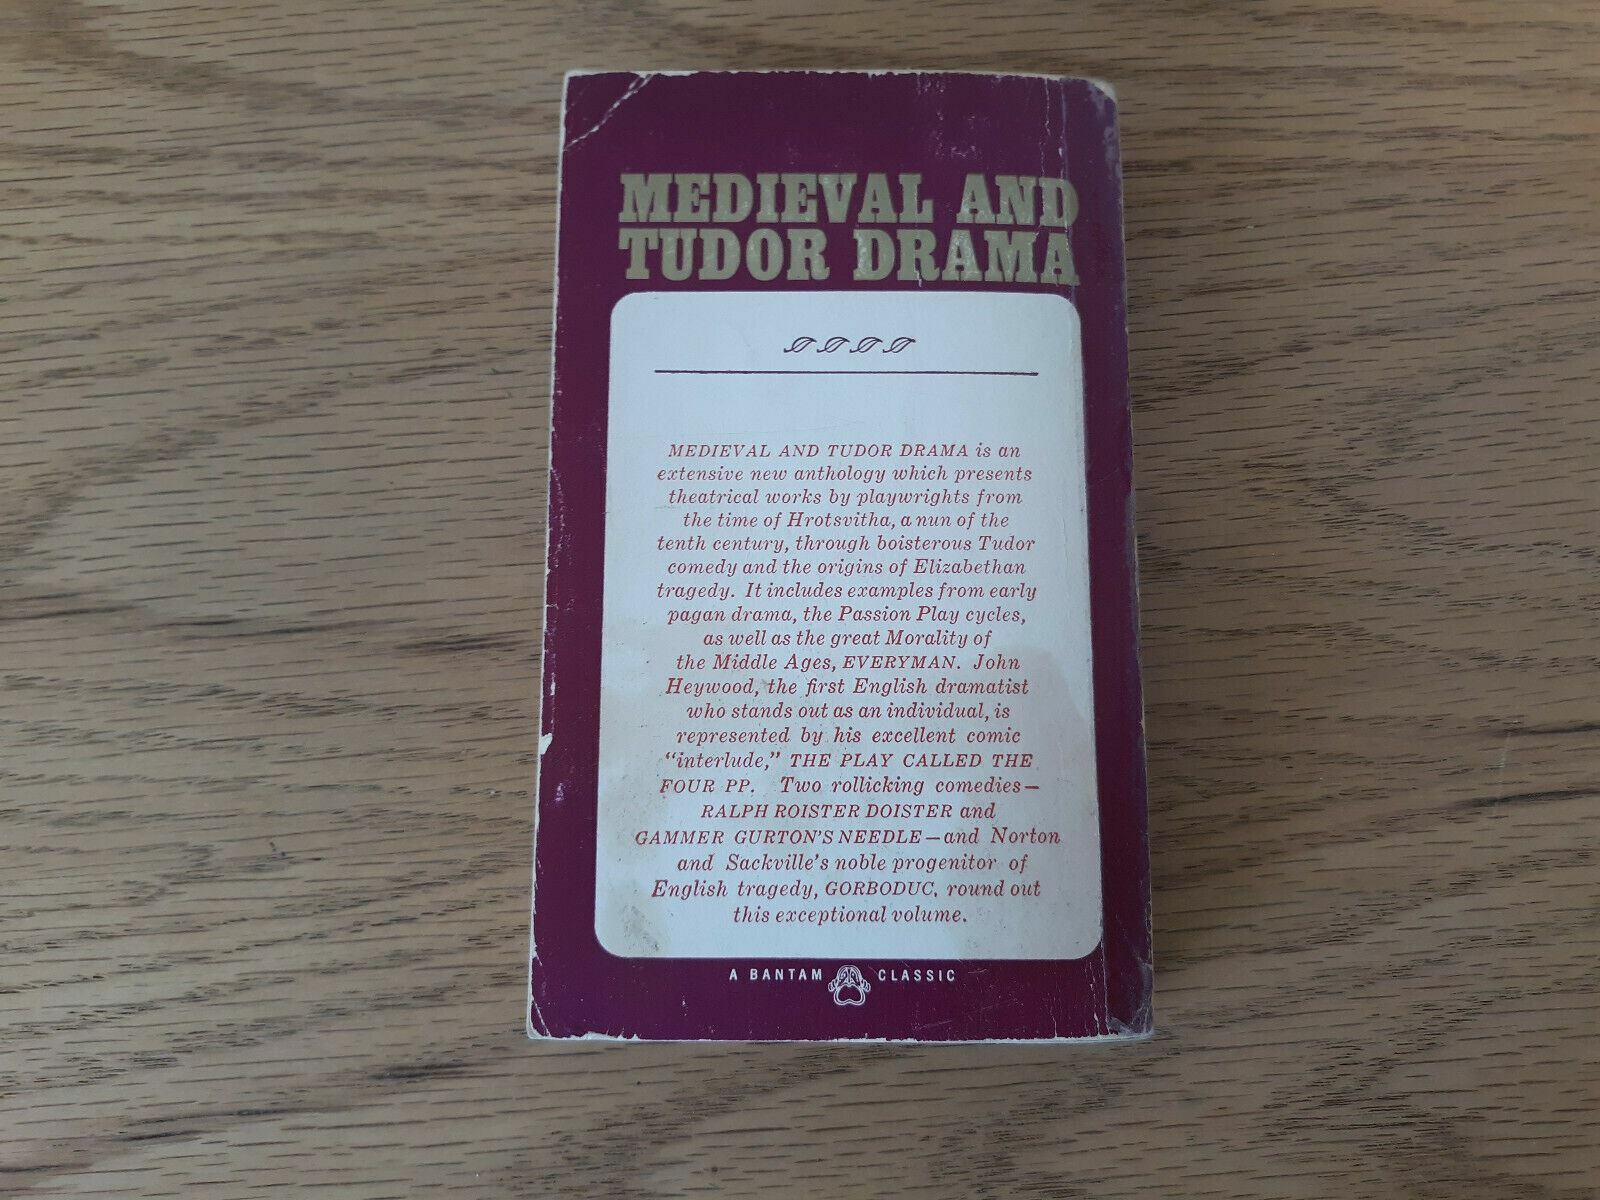 MEDIEVAL AND
TUDOR DRAMA
MEDIEVAL AND TUDOR DRAMA is an
extensive new anthology which presents
theatrical works by playwrights from
the time of Hrotsvitha, a nun of the
tenth century, through boisterous Tudor
comedy and the origins of Elizabethan
tragedy. It includes examples from early
pagan drama, the Passion Play cycles,
as well as the great Morality of
the Middle Ages, EVERYMAN. John
Heywood, the first English dramatist
who stands out as an individual, is
represented by his excellent comic
"interlude," THE PLAY CALLED THE
FOUR PP. Two rollicking comedies—
RALPH ROISTER DOISTER and
GAMMER GURTON'S NEEDLE—and Norton
and Sackville's noble progenitor of
English tragedy, GORBODUC, round out
this exceptional volume.
A BANTAM CLASSIC